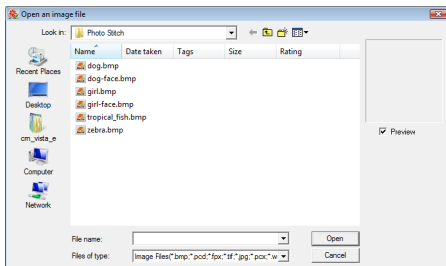 Open an image file
Look in: Photo Stitch
Name Date taken Tags Size Rating
dog.bmp
dog-face.bmp
girl.bmp
girl-face.bmp
tropical_fish.bmp
zebra.bmp
Recent Places
Desktop
cm_vista_e
Computer
Network
Preview
File name: Open
Files of type: Image Files(*.bmp;*.pcd;*.fpx;*.tif;*.jpg;*.pcx;*.w Cancel